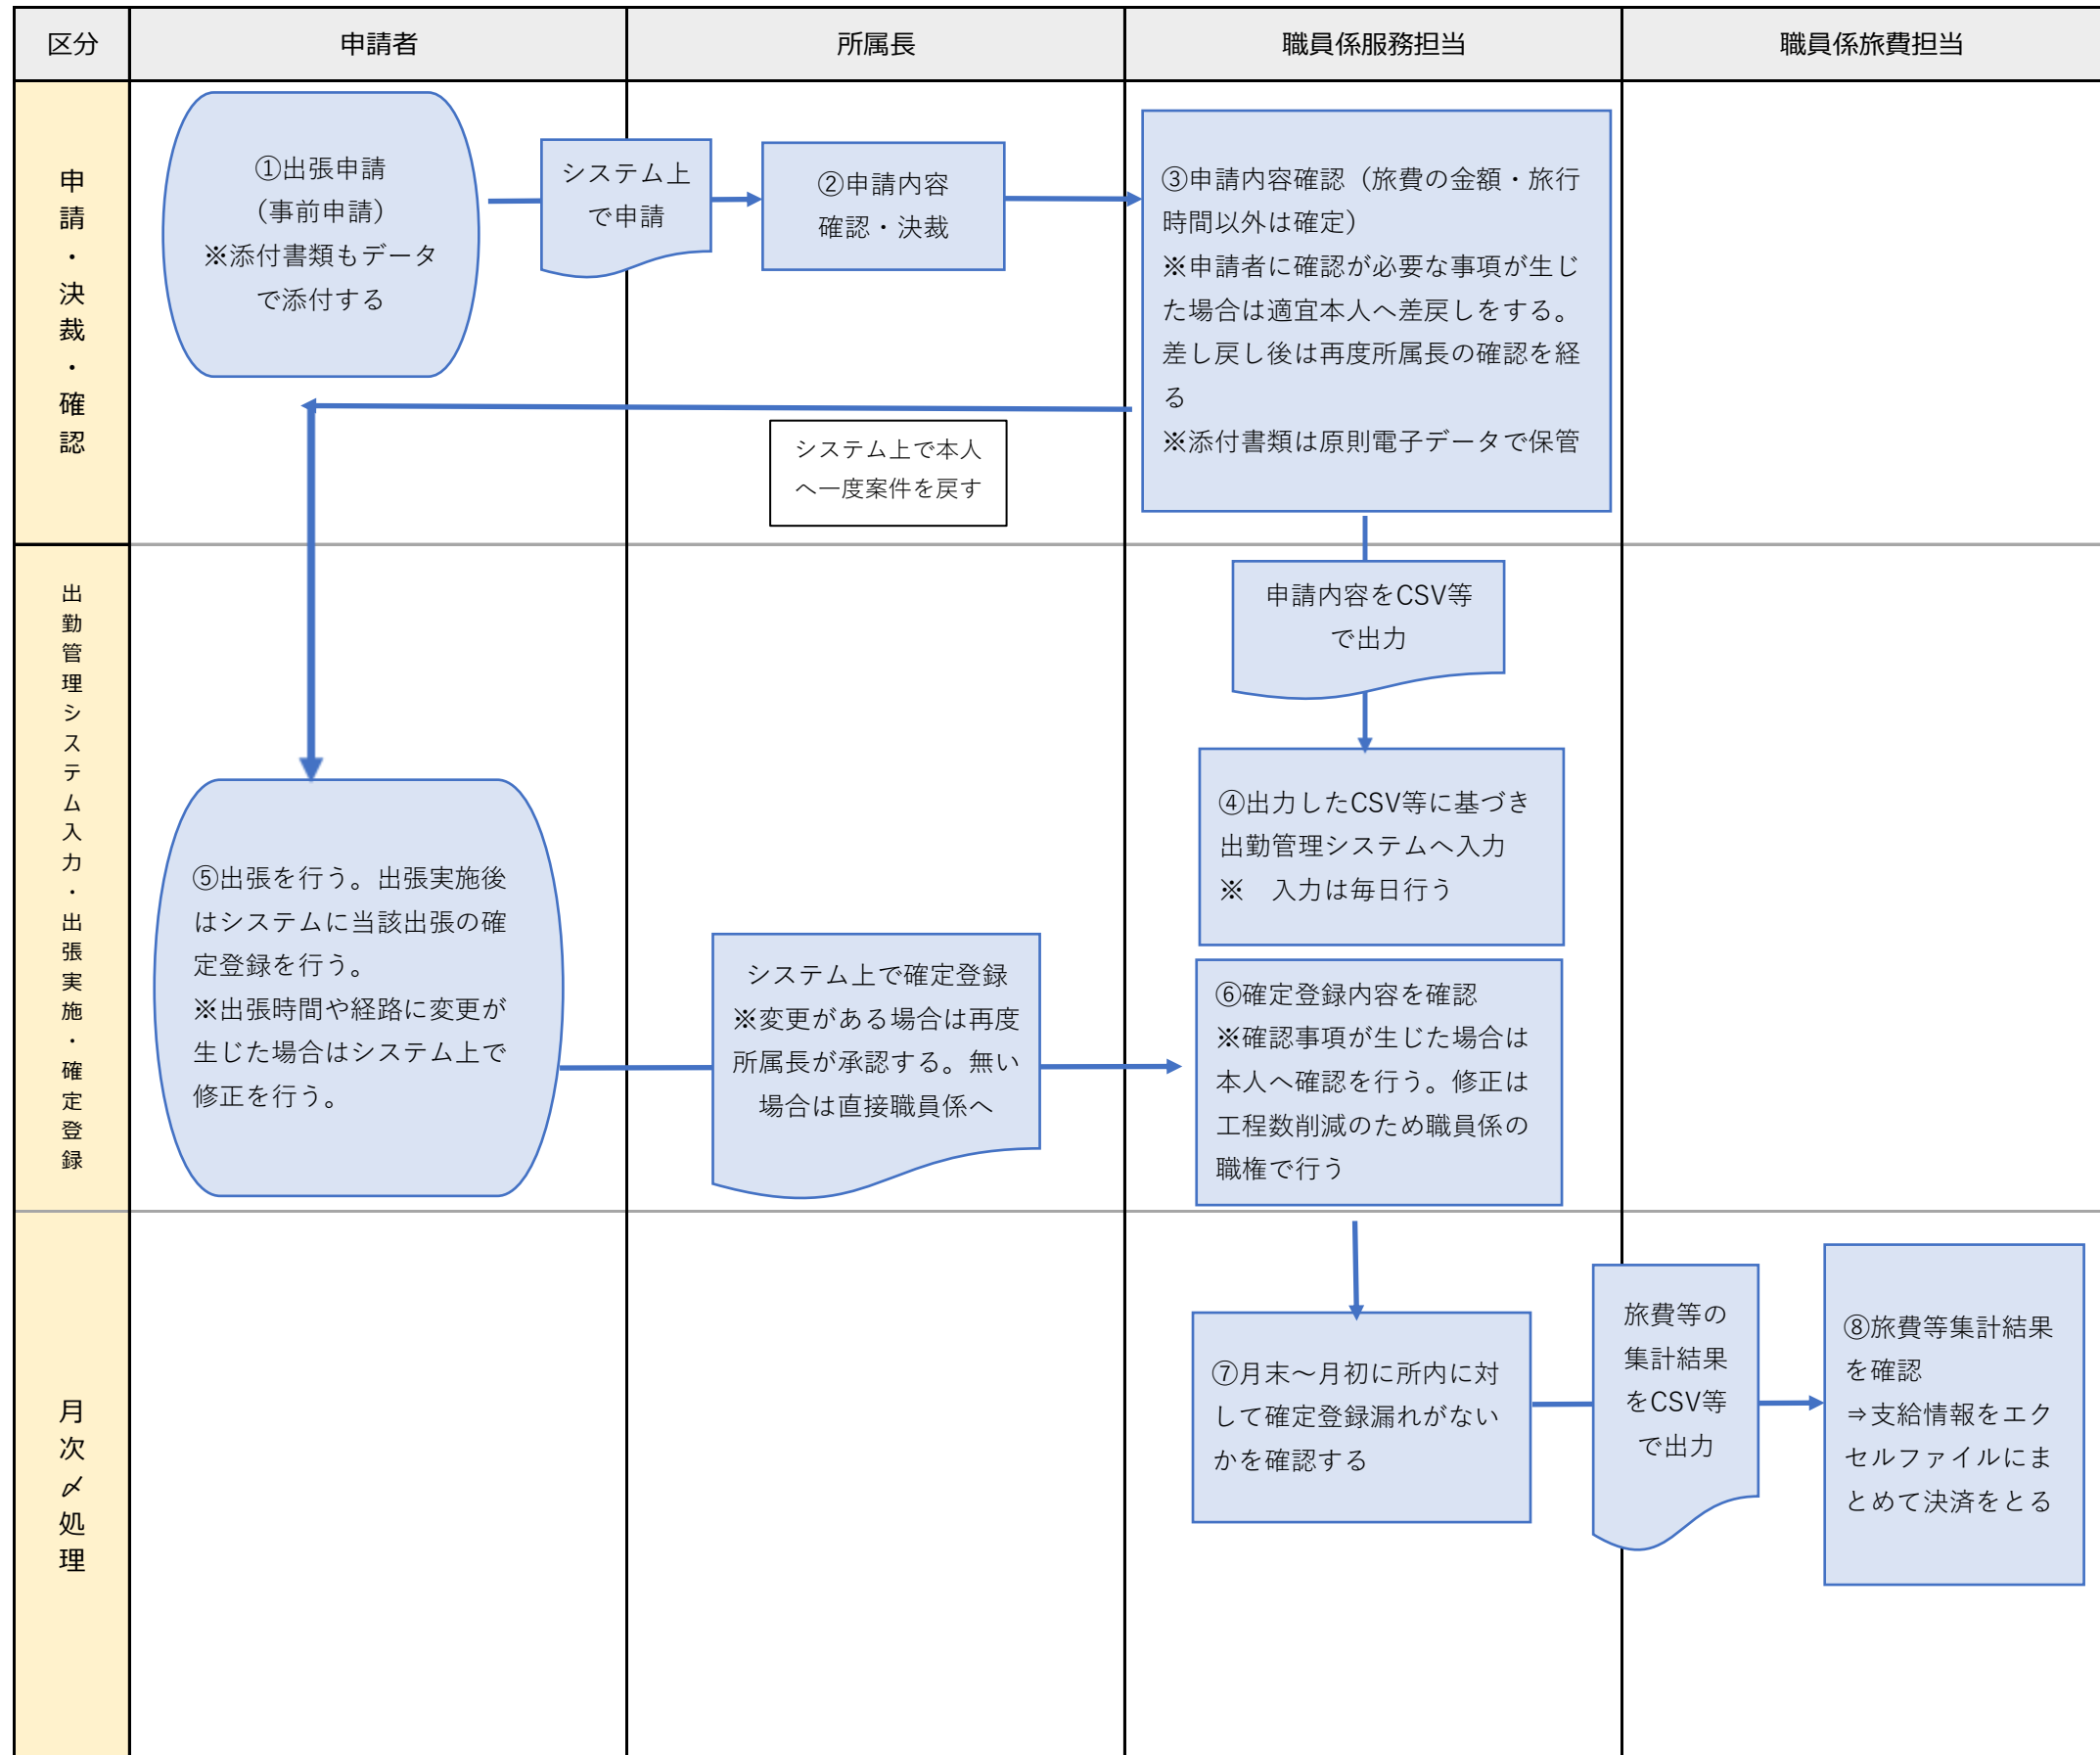 区分
申請者
所属長
職員係服務担当
職員係旅費担当
申請・決裁・確認
①出張申請
（事前申請）
※添付書類もデータ
で添付する
システム上
で申請
②申請内容
確認・決裁
③申請内容確認（旅費の金額・旅行
時間以外は確定）
※申請者に確認が必要な事項が生じ
た場合は適宜本人へ差戻しをする。
差し戻し後は再度所属長の確認を経
る
※添付書類は原則電子データで保管
システム上で本人
へ一度案件を戻す
出勤管理システム入力・出張実施・確定登録
申請内容をCSV等
で出力
④出力したCSV等に基づき
出勤管理システムへ入力
※　入力は毎日行う
⑤出張を行う。出張実施後
はシステムに当該出張の確
定登録を行う。
※出張時間や経路に変更が
生じた場合はシステム上で
修正を行う。
システム上で確定登録
※変更がある場合は再度
所属長が承認する。無い
場合は直接職員係へ
⑥確定登録内容を確認
※確認事項が生じた場合は
本人へ確認を行う。修正は
工程数削減のため職員係の
職権で行う
月次〆処理
⑦月末～月初に所内に対
して確定登録漏れがない
かを確認する
旅費等の
集計結果
をCSV等
で出力
⑧旅費等集計結果
を確認
⇒支給情報をエク
セルファイルにま
とめて決済をとる